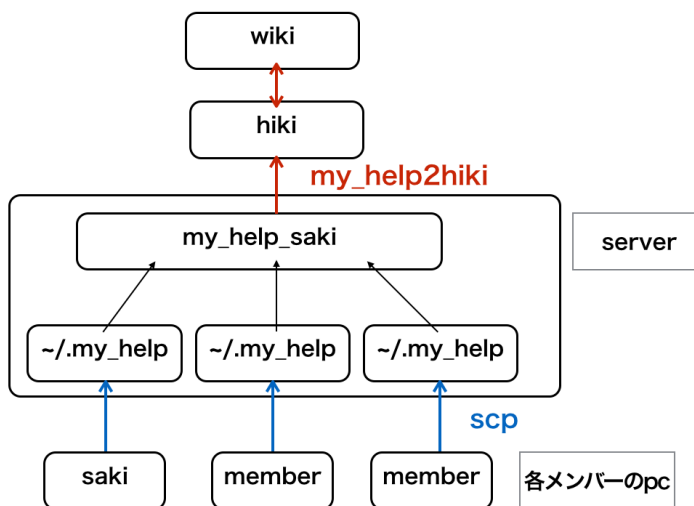 wiki
hiki
my_help2hiki
my_help_saki
server
~/.my_help
~/.my_help
~/.my_help
scp
saki
member
member
各メンバーのpc